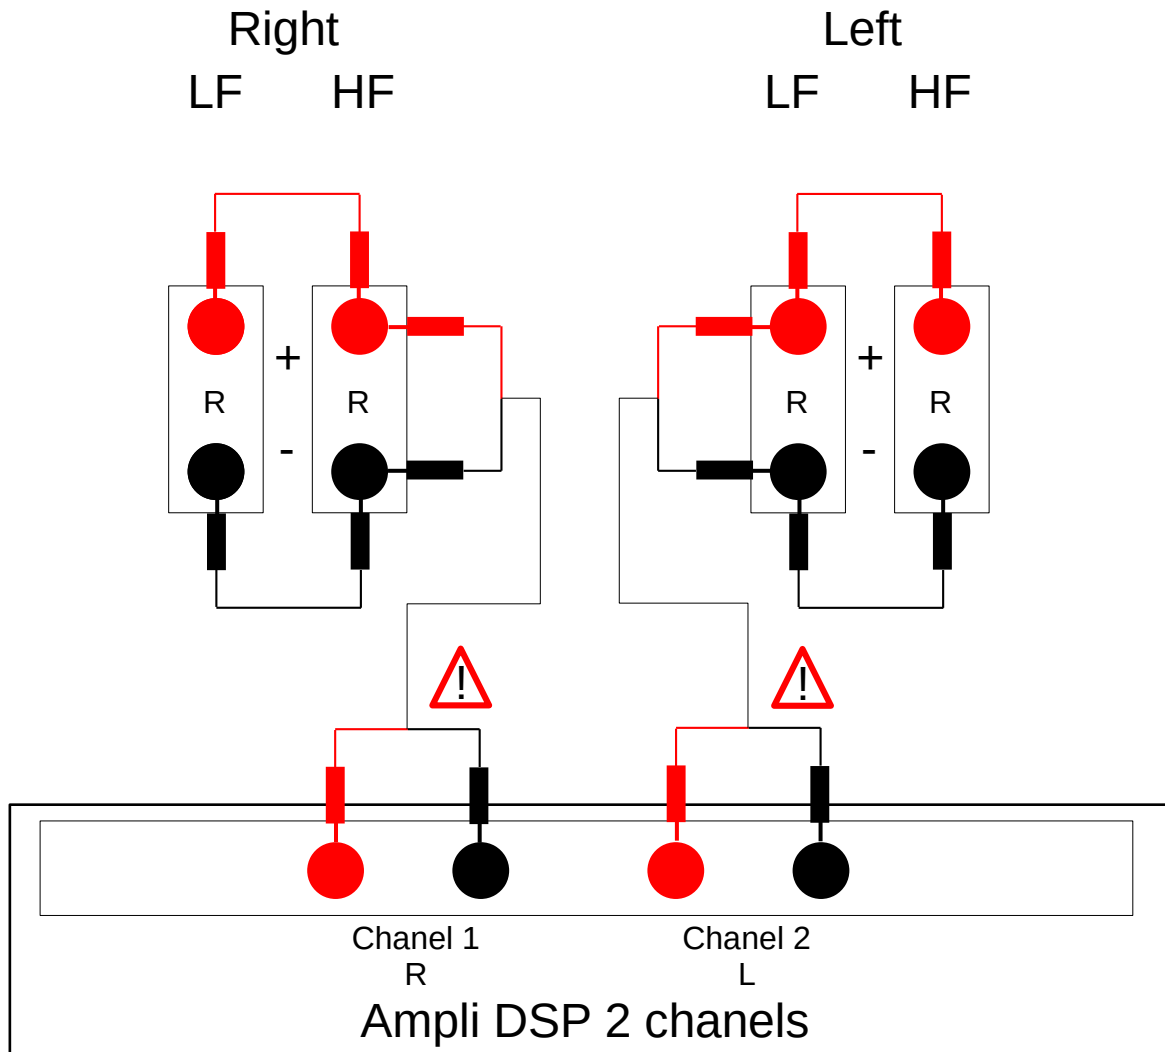 Right Left
LF HF LF HF
+ +
R R R R
- -
! !
Chanel 1 Chanel 2
R L
Ampli DSP 2 chanels